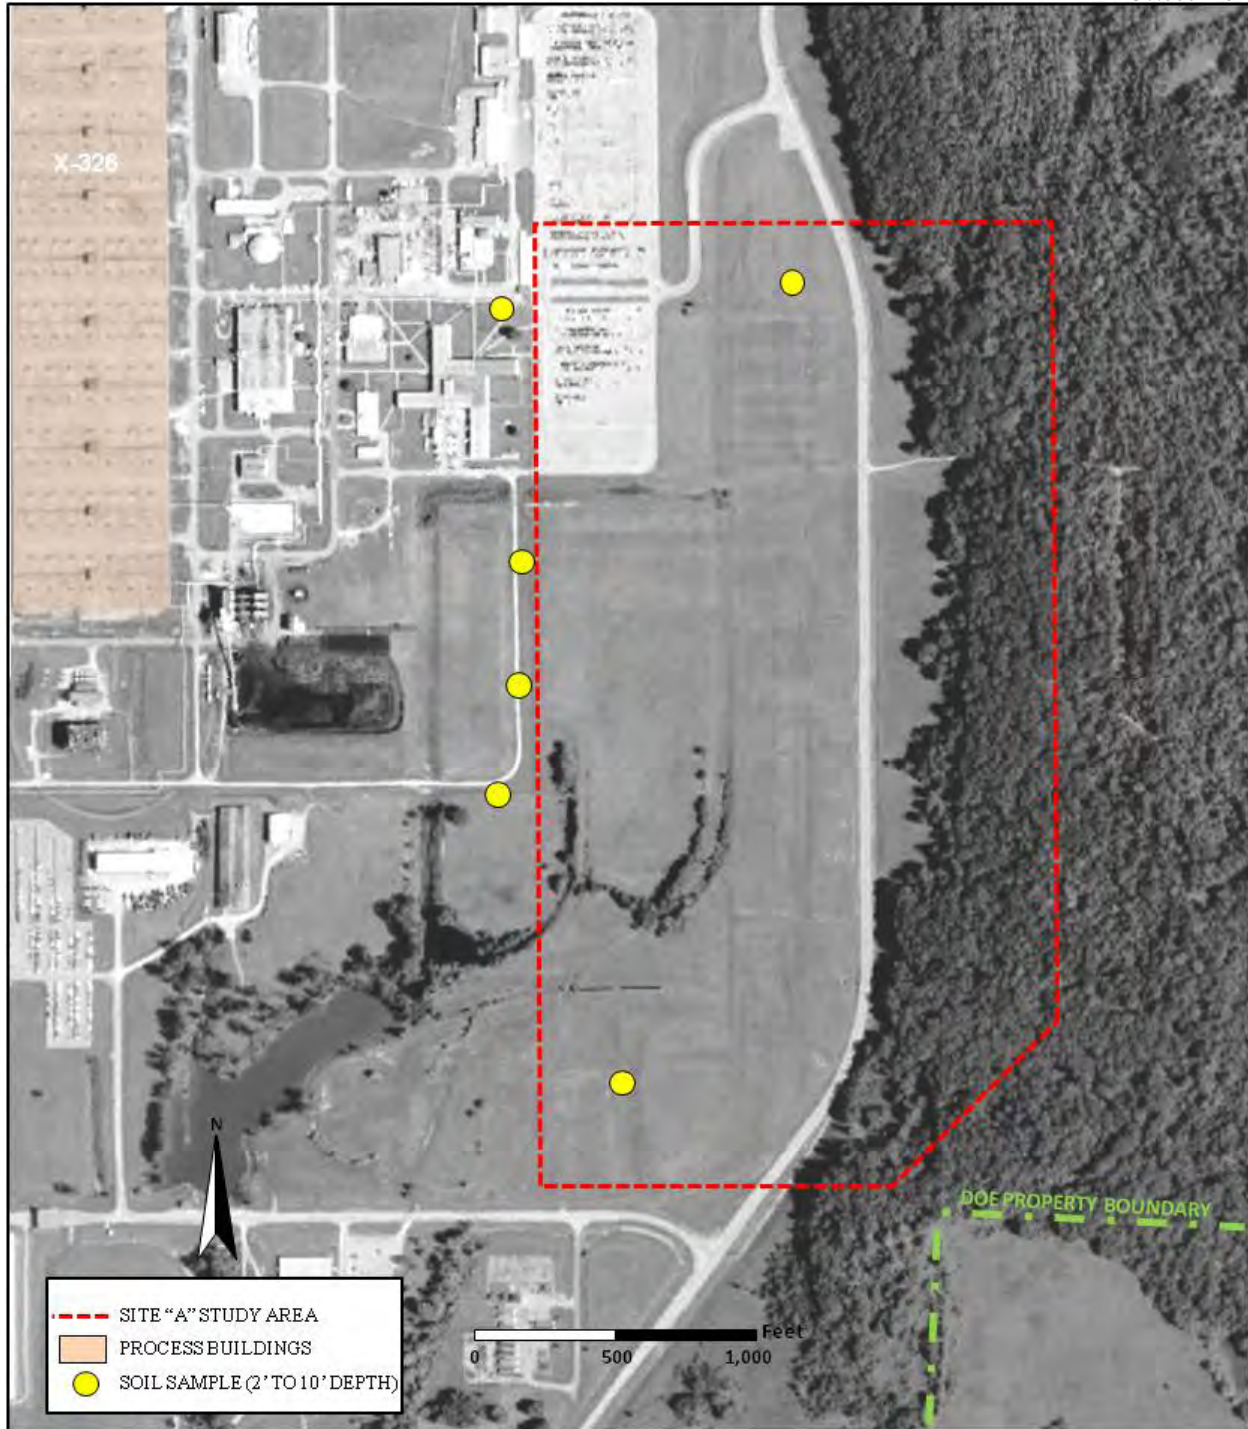 X-326
DOE PROPERTY BOUNDARY
N
SITE "A" STUDY AREA
PROCESS BUILDINGS
SOIL SAMPLE (2' TO 10' DEPTH)
Feet
0 500 1,000